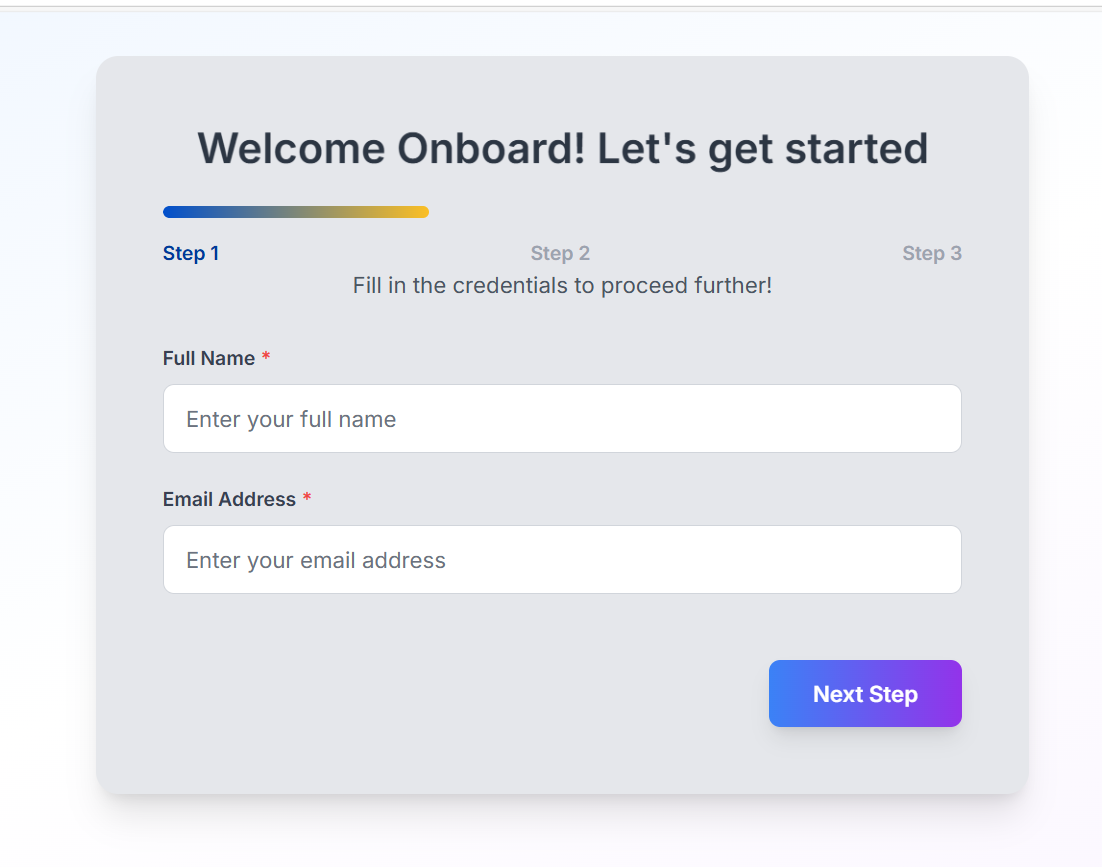 Welcome Onboard! Let's get started
Step 1 Step 2 Step 3
Fill in the credentials to proceed further!
Full Name *
Enter your full name
Email Address *
Enter your email address
Next Step